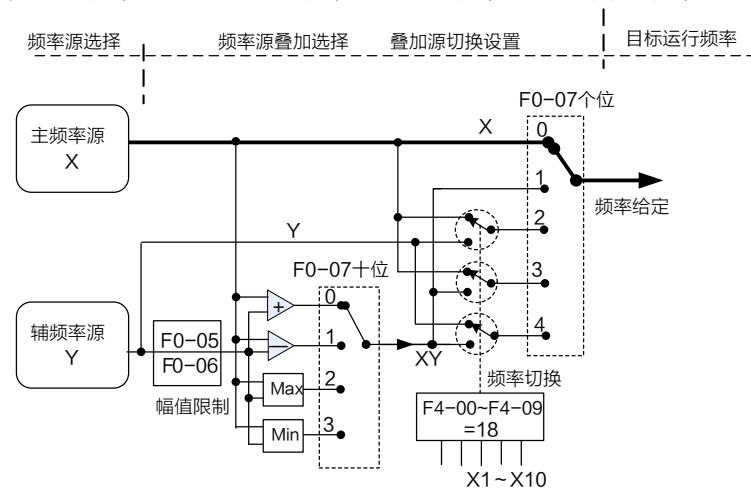 频率源选择
频率源叠加选择
叠加源切换设置
目标运行频率
F0-07个位
主频率源
X
X
0
1
频率给定
2
Y
F0-07十位
3
辅频率源
Y
F0-05
F0-06
幅值限制
+
0
—
1
XY
4
Max
2
频率切换
Min
3
F4-00~F4-09
=18
X1~X10